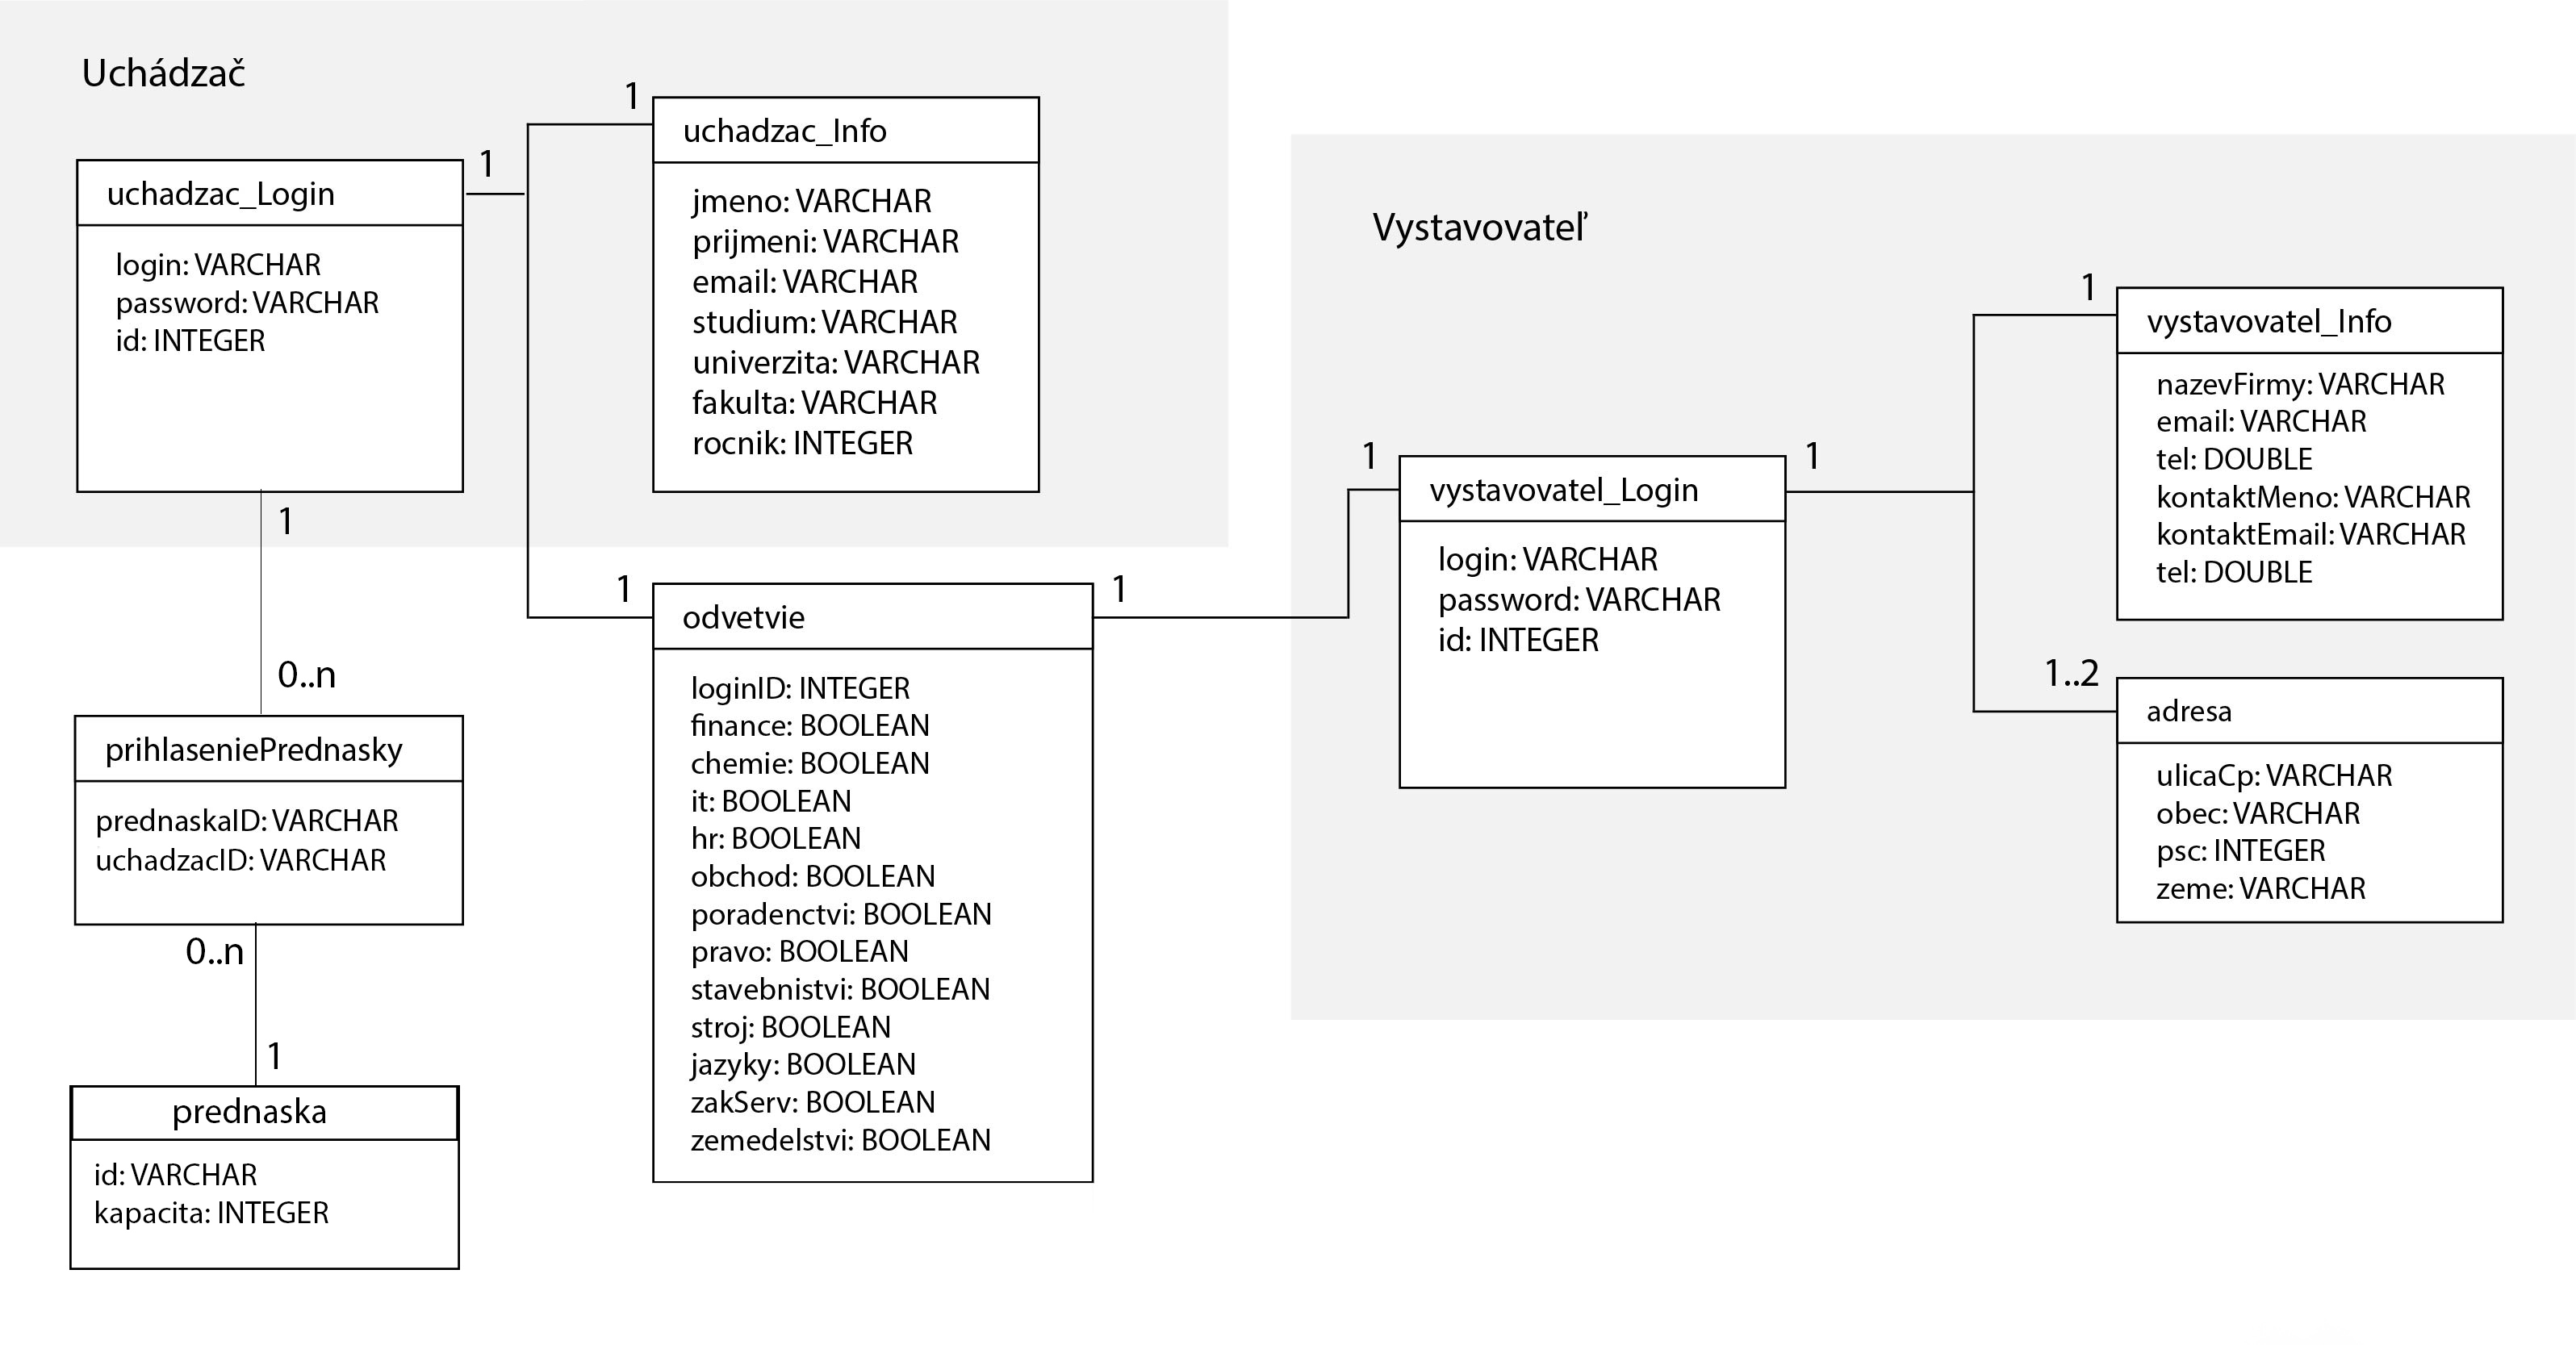 Uchádzač
1
uchadzac_Login
login: VARCHAR
password: VARCHAR
id: INTEGER
1
uchadzac_Info
jmeno: VARCHAR
prijmeni: VARCHAR
email: VARCHAR
studium: VARCHAR
univerzita: VARCHAR
fakulta: VARCHAR
rocnik: INTEGER
1
0..n
prihlaseniePrednasky
prednaskaID: VARCHAR
uchadzacID: VARCHAR
0..n
1
prednaska
id: VARCHAR
kapacita: INTEGER
1
odvetvie
1
loginID: INTEGER
finance: BOOLEAN
chemie: BOOLEAN
it: BOOLEAN
hr: BOOLEAN
obchod: BOOLEAN
poradenctvi: BOOLEAN
pravo: BOOLEAN
stavebnistvi: BOOLEAN
stroj: BOOLEAN
jazyky: BOOLEAN
zakServ: BOOLEAN
zemedelstvi: BOOLEAN
Vystavovateľ
1
vystavovatel_Login
1
login: VARCHAR
password: VARCHAR
id: INTEGER
1
vystavovatel_Info
nazevFirmy: VARCHAR
email: VARCHAR
tel: DOUBLE
kontaktMeno: VARCHAR
kontaktEmail: VARCHAR
tel: DOUBLE
1..2
adresa
ulicaCp: VARCHAR
obec: VARCHAR
psc: INTEGER
zeme: VARCHAR